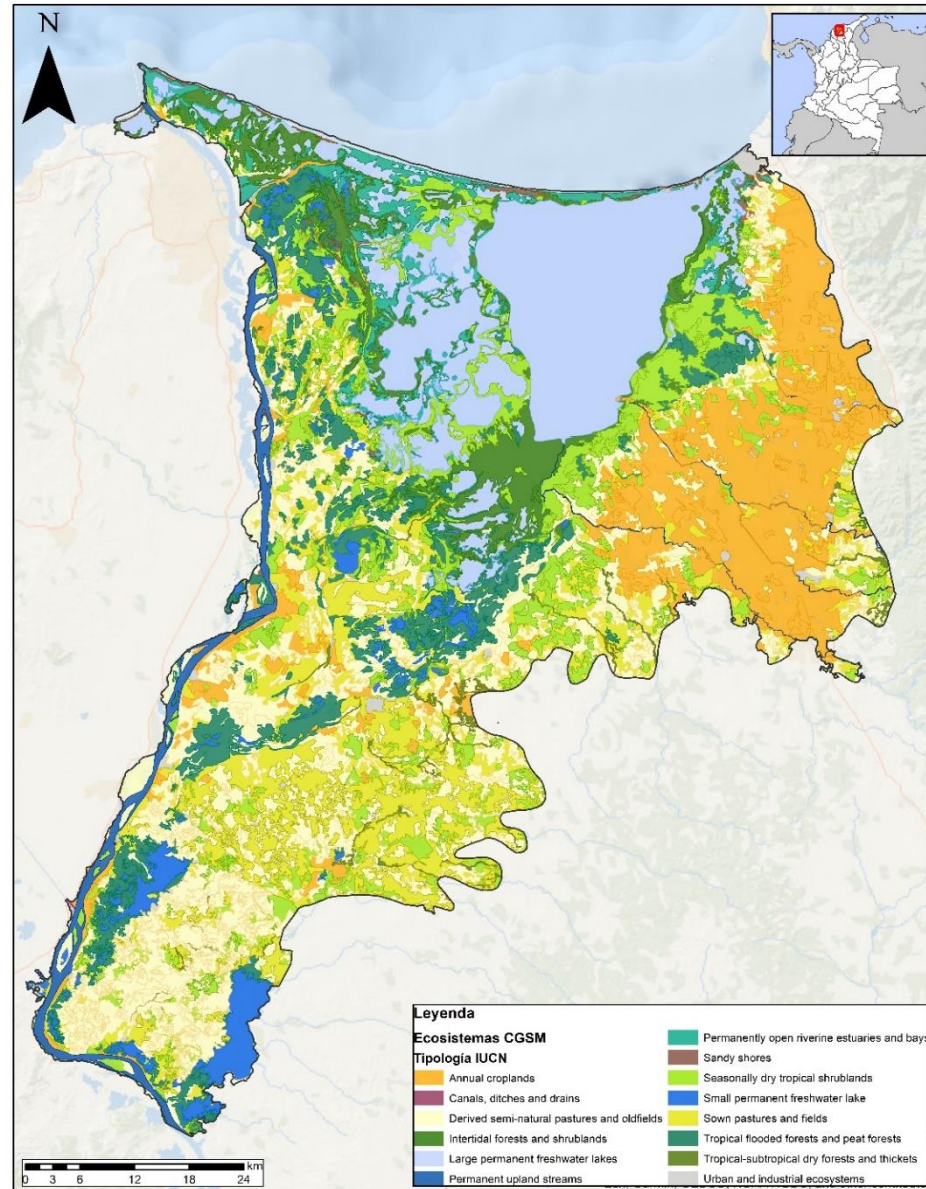 N
Leyenda
Ecosistemas CGSM
Tipología IUCN
Annual croplands
Canals, ditches and drains
Derived semi-natural pastures and oldfields
Intertidal forests and shrublands
Large permanent freshwater lakes
Permanent upland streams
Permanently open riverine estuaries and bays
Sandy shores
Seasonally dry tropical shrublands
Small permanent freshwater lake
Sown pastures and fields
Tropical flooded forests and peat forests
Tropical-subtropical dry forests and thickets
Urban and industrial ecosystems
km
0 3 6 12 18 24